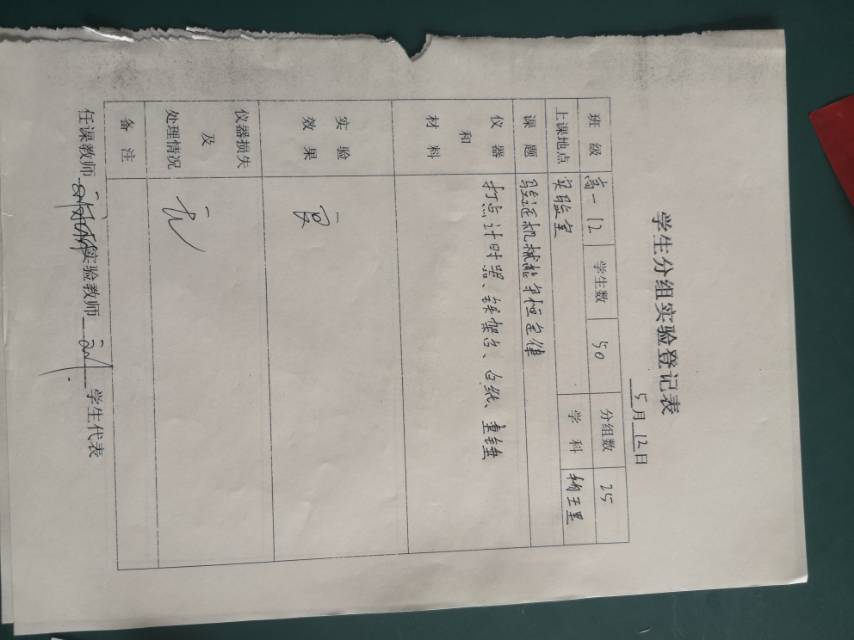 学生分组实验登记表
5月12日
班级 高一12 学生数 50 分组数 25
上课地点 实验室 学科 物理
课题 验证机械能守恒定律
仪器和材料 打点计时器、铁架台、白纸、重锤
实验效果
仪器损失及处理情况 无
备注
任课教师 实验教师 学生代表